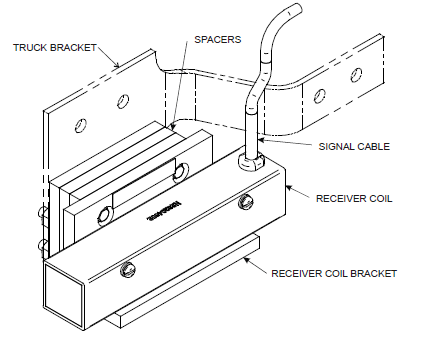 SPACERS
TRUCK BRACKET
SIGNAL CABLE
RECEIVER COIL
RECEIVER COIL BRACKET